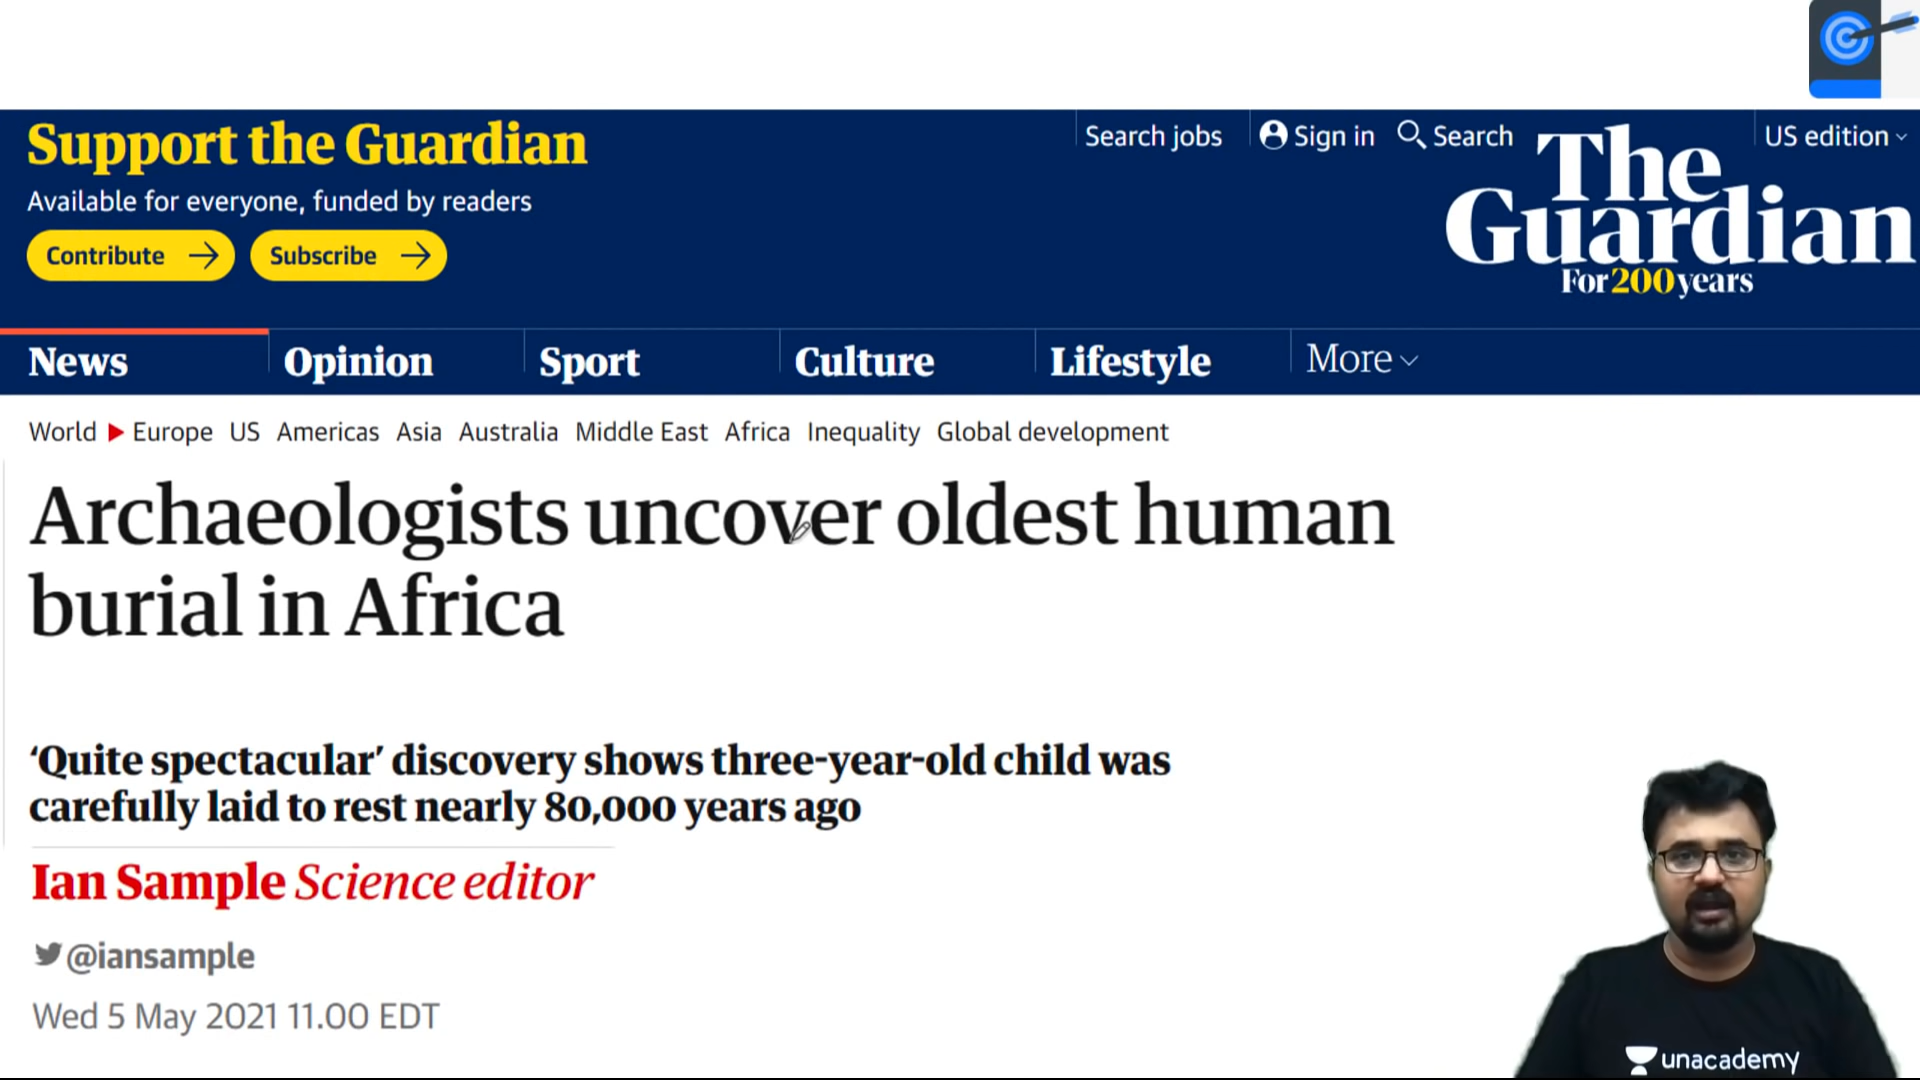 Support the Guardian
Available for everyone, funded by readers
Contribute
Subscribe
Search jobs
Sign in
Search
US edition
The
Guardian
For 200 years
News
Opinion
Sport
Culture
Lifestyle
More
World Europe US Americas Asia Australia Middle East Africa Inequality Global development
Archaeologists uncover oldest human
burial in Africa
‘Quite spectacular’ discovery shows three-year-old child was
carefully laid to rest nearly 80,000 years ago
Ian Sample Science editor
@iansample
Wed 5 May 2021 11.00 EDT
unacademy